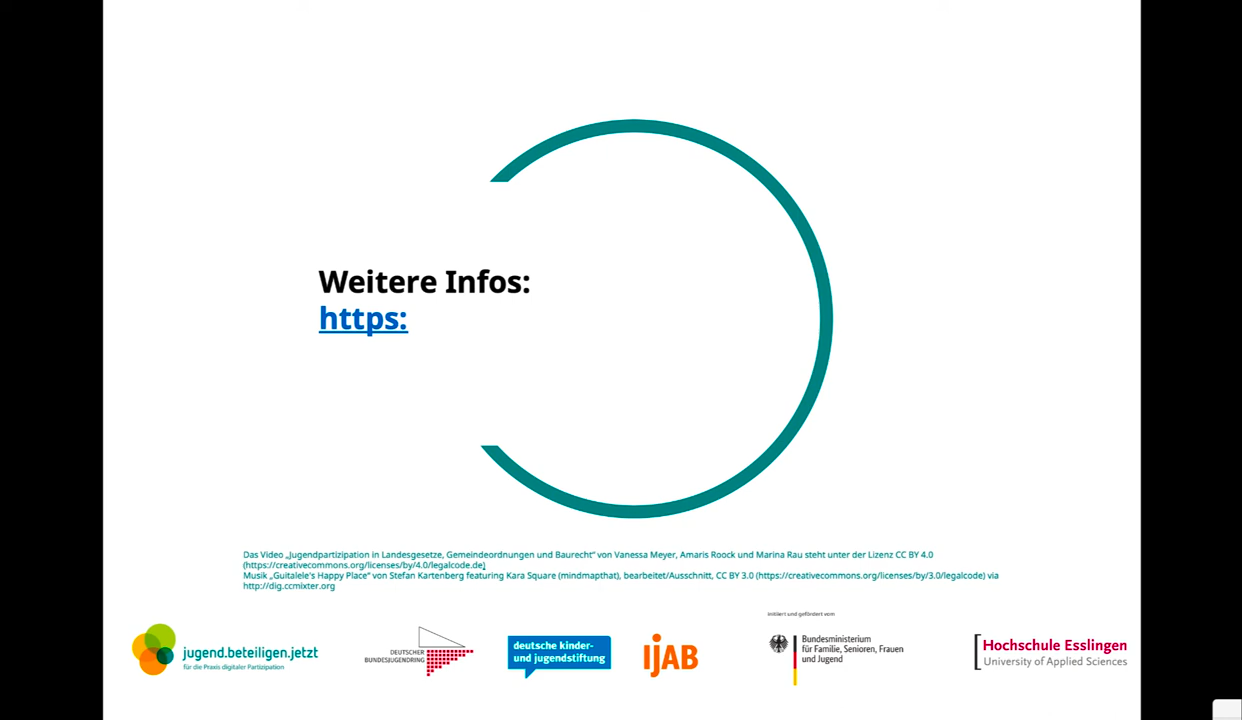 Weitere Infos:
https:
Das Video „Jugendpartizipation in Landesgesetze, Gemeindeordnungen und Baurecht“ von Vanessa Meyer, Amaris Roock und Marina Rau steht unter der Lizenz CC BY 4.0
(https://creativecommons.org/licenses/by/4.0/legalcode.de)
Musik „Guitalele's Happy Place“ von Stefan Kartenberg featuring Kara Square (mindmapthat), bearbeitet/Ausschnitt, CC BY 3.0 (https://creativecommons.org/licenses/by/3.0/legalcode) via
http://dig.ccmixter.org
initiiert und gefördert vom
jugend.beteiligen.jetzt
für die Praxis digitaler Partizipation
DEUTSCHER
BUNDESJUGENDRING
deutsche kinder-
und jugendstiftung
IJAB
Bundesministerium
für Familie, Senioren, Frauen
und Jugend
Hochschule Esslingen
University of Applied Sciences